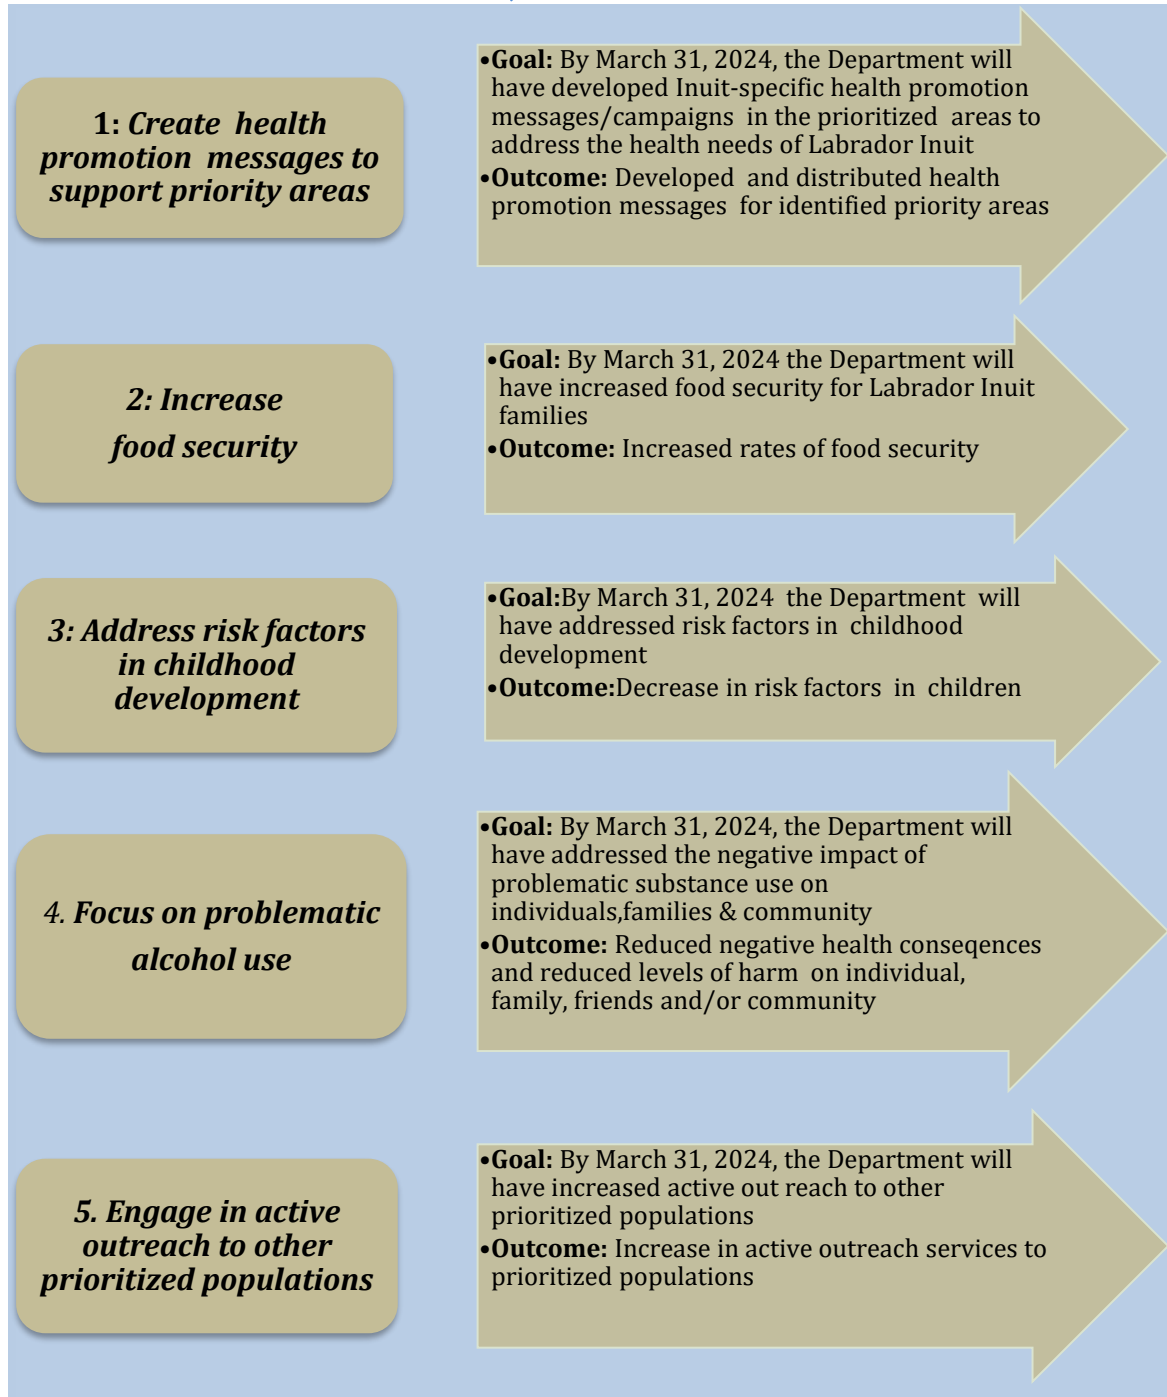 1: Create health
promotion messages to
support priority areas
•Goal: By March 31, 2024, the Department will
have developed Inuit-specific health promotion
messages/campaigns in the prioritized areas to
address the health needs of Labrador Inuit
•Outcome: Developed and distributed health
promotion messages for identified priority areas
2: Increase
food security
•Goal: By March 31, 2024 the Department will
have increased food security for Labrador Inuit
families
•Outcome: Increased rates of food security
3: Address risk factors
in childhood
development
•Goal:By March 31, 2024 the Department will
have addressed risk factors in childhood
development
•Outcome:Decrease in risk factors in children
4. Focus on problematic
alcohol use
•Goal: By March 31, 2024, the Department will
have addressed the negative impact of
problematic substance use on
individuals,families & community
•Outcome: Reduced negative health conseqences
and reduced levels of harm on individual,
family, friends and/or community
5. Engage in active
outreach to other
prioritized populations
•Goal: By March 31, 2024, the Department will
have increased active out reach to other
prioritized populations
•Outcome: Increase in active outreach services to
prioritized populations